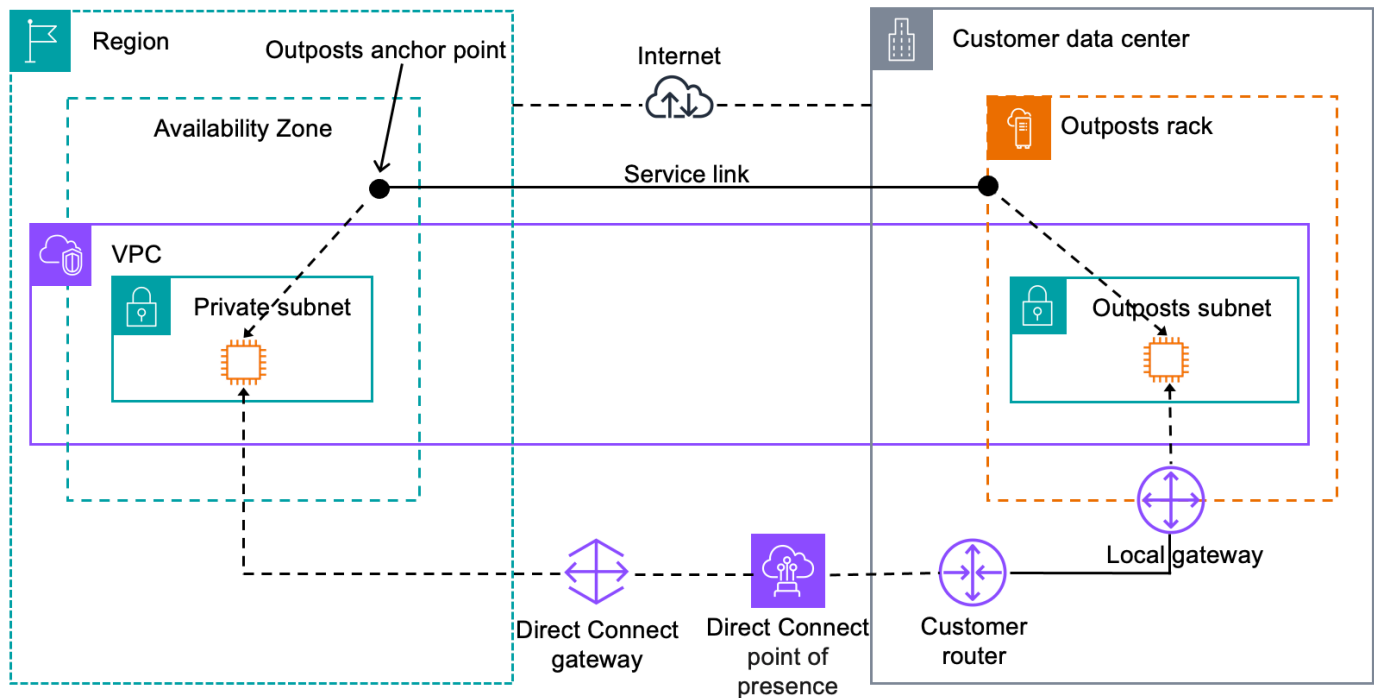 Region
Outposts anchor point
Internet
Customer data center
Availability Zone
Outposts rack
Service link
VPC
Private subnet
Outposts subnet
Local gateway
Direct Connect
gateway
Direct Connect
point of
presence
Customer
router